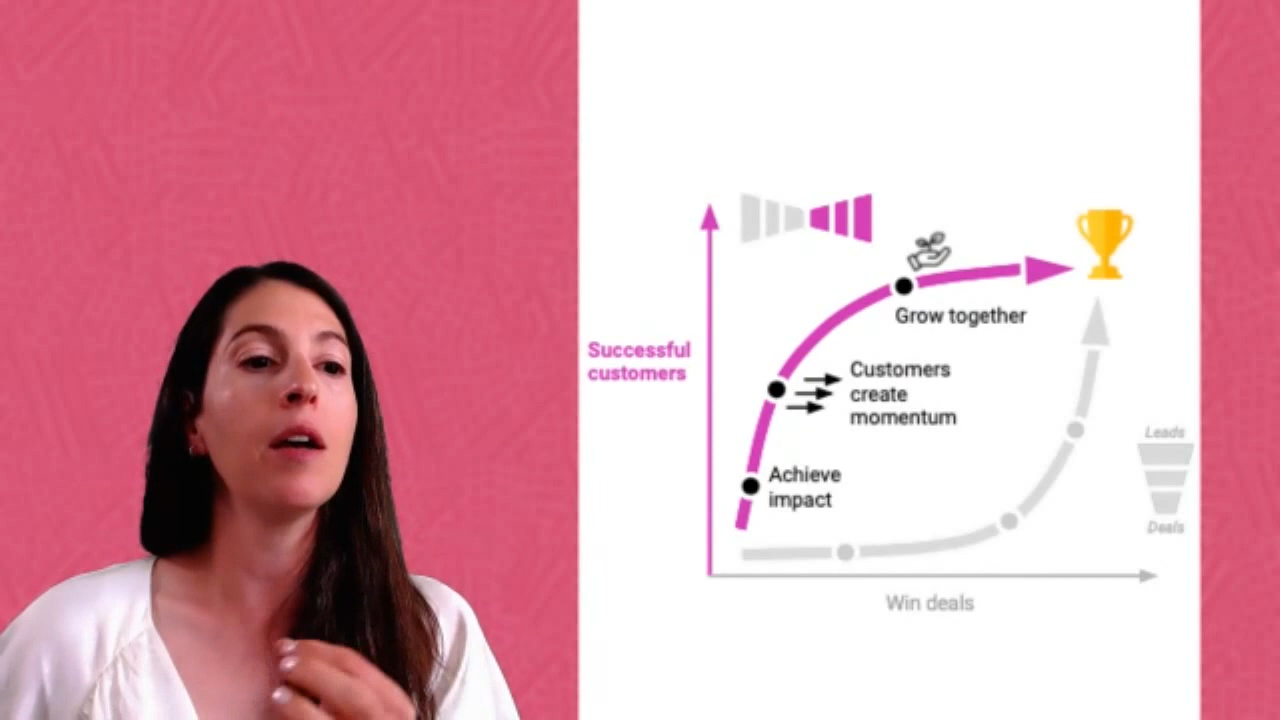 Grow together
Successful
customers
Customers
create
momentum
Achieve
impact
Leads
Deals
Win deals